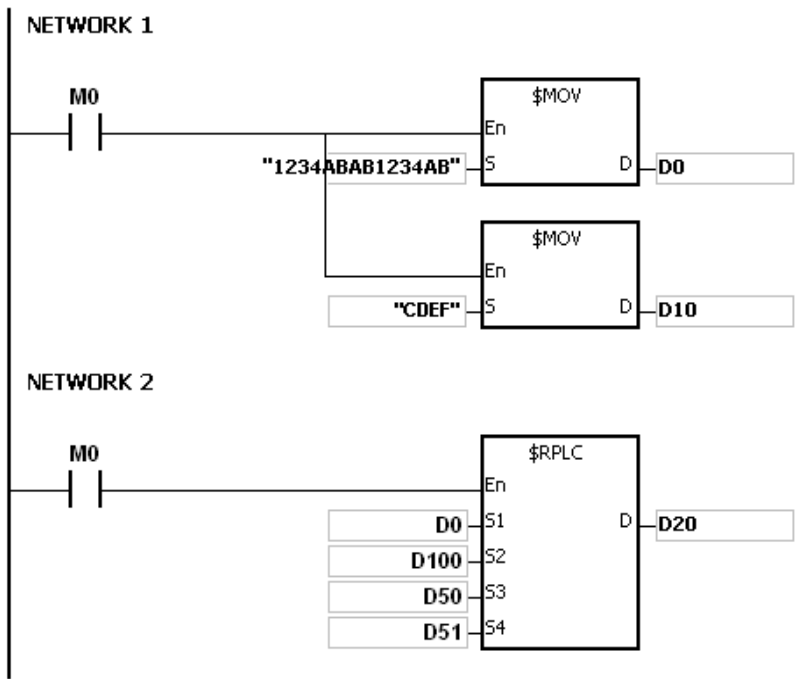 NETWORK 1
M0
$MOV
En
"1234ABAB1234AB" S D D0
$MOV
En
"CDEF" S D D10
NETWORK 2
M0
$RPLC
En
D0 S1 D D20
D100 S2
D50 S3
D51 S4